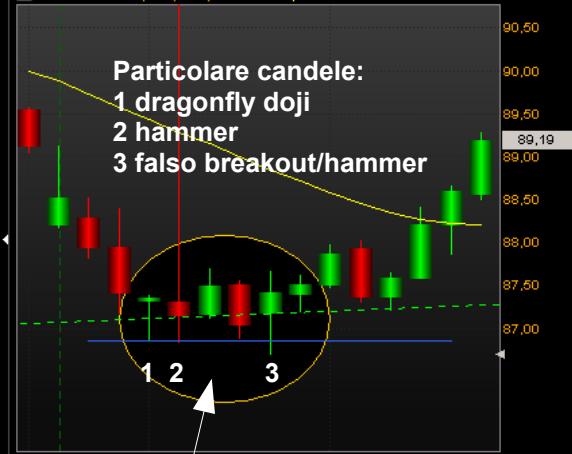 90,50
90,00
Particolare candele:
1 dragonfly doji
2 hammer
3 falso breakout/hammer
89,50
89,19
89,00
88,50
88,00
87,50
87,00
1 2 3